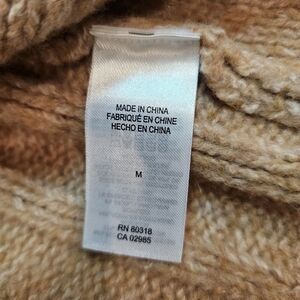 MADE IN CHINA
FABRIQUÉ EN CHINE
HECHO EN CHINA
M
RN 80318
CA 02985